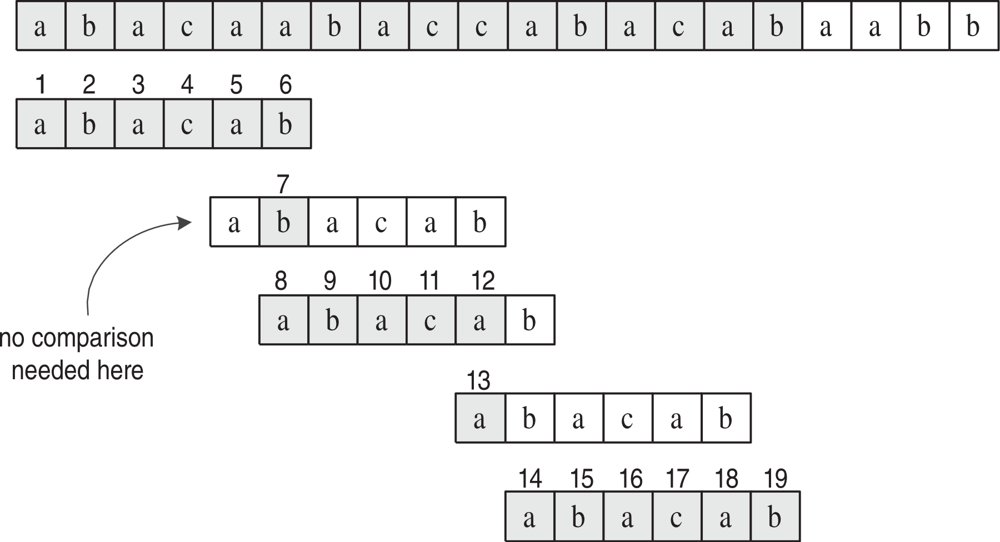 a b a c a a b a c c a b a c a b a a b b
1 2 3 4 5 6
a b a c a b
7
a b a c a b
8 9 10 11 12
a b a c a b
no comparison
needed here
13
a b a c a b
14 15 16 17 18 19
a b a c a b